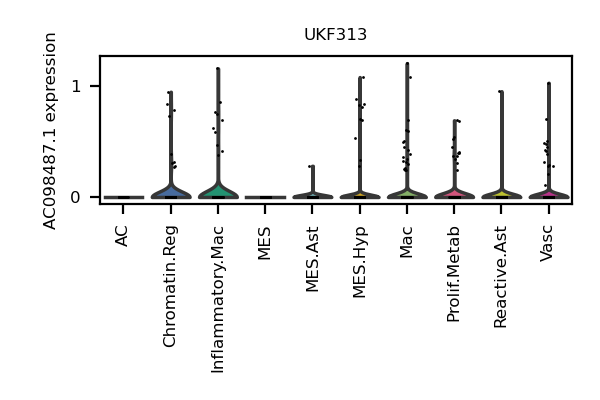 UKF313
AC098487.1 expression
1
0
AC
Chromatin.Reg
Inflammatory.Mac
MES
MES.Ast
MES.Hyp
Mac
Prolif.Metab
Reactive.Ast
Vasc